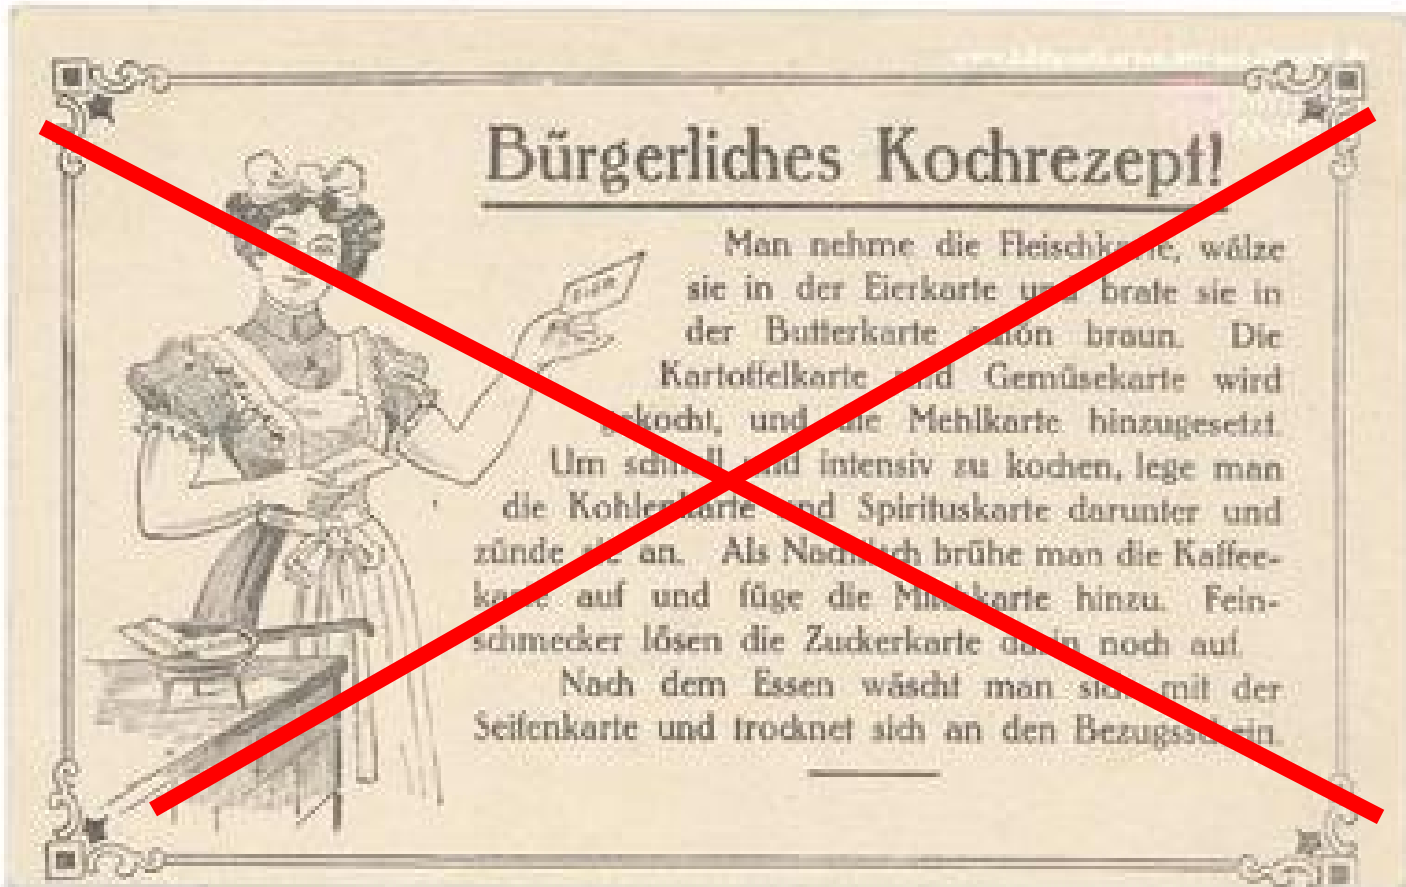 Bürgerliches Kochrezept!
Man nehme die Fleischkarte, wälze
sie in der Eierkarte und brate sie in
der Butterkarte schön braun. Die
Kartoffelkarte und Gemüsekarte wird
gekocht, und die Mehlkarte hinzugesetzt.
Um schnell und intensiv zu kochen, lege man
die Kohlenkarte und Spirituskarte darunter und
zünde sie an. Als Nachtisch brühe man die Kaffee-
karte auf und füge die Milchkarte hinzu. Fein-
schmecker lösen die Zuckerkarte darin noch auf.
Nach dem Essen wäscht man sich mit der
Seifenkarte und trocknet sich an den Bezugsschein.